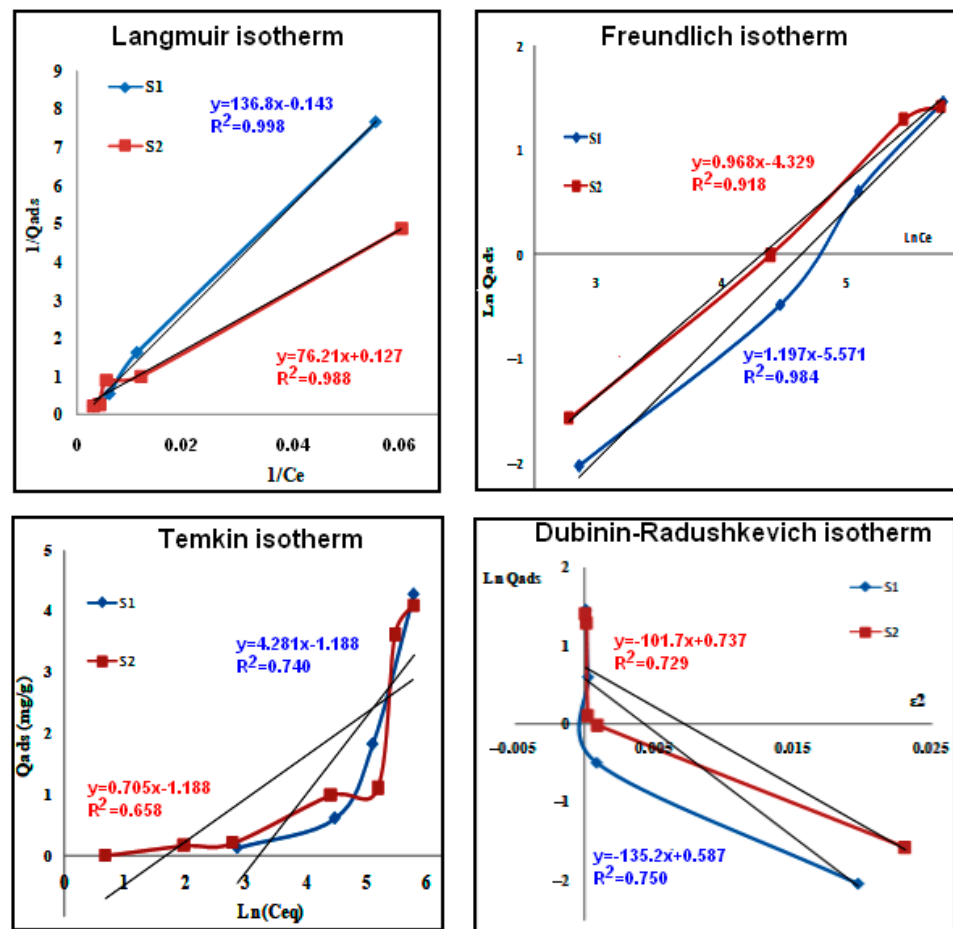 Langmuir isotherm
9
8
7
6
5
4
3
2
1
0
1/Qads
S1
S2
y=136.8x-0.143
R²=0.998
y=76.21x+0.127
R²=0.988
0 0.02 0.04 0.06
1/Ce
Freundlich isotherm
2
1
0
−1
−2
Ln Qads
S1
S2
y=0.968x-4.329
R²=0.918
LnCe
3 4 5
y=1.197x-5.571
R²=0.984
Temkin isotherm
5
4
3
2
1
0
Qads (mg/g)
S1
S2
y=4.281x-1.188
R²=0.740
y=0.705x-1.188
R²=0.658
0 1 2 3 4 5 6
Ln(Ceq)
Dubinin-Radushkevich isotherm
Ln Qads
2
1
0
−1
−2
S1
S2
y=-101.7x+0.737
R²=0.729
ε2
−0.005 0.005 0.015 0.025
y=-135.2x+0.587
R²=0.750